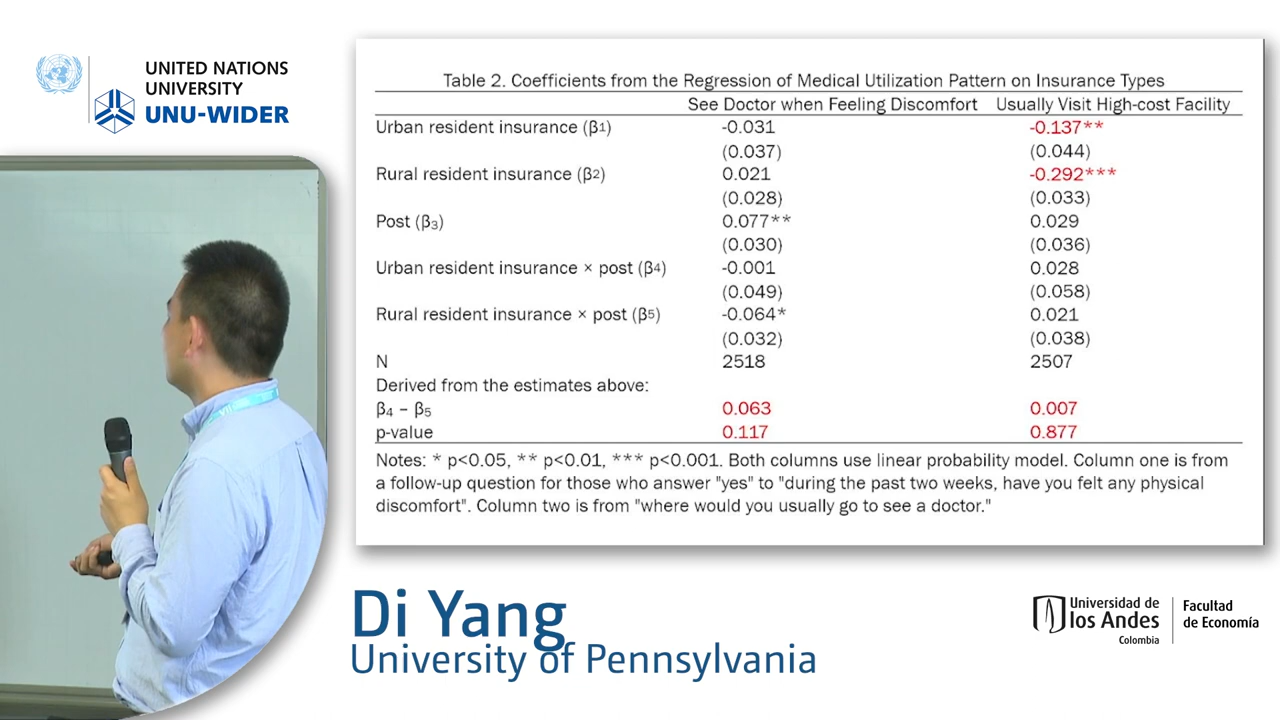 UNITED NATIONS
UNIVERSITY
UNU-WIDER
Table 2. Coefficients from the Regression of Medical Utilization Pattern on Insurance Types
See Doctor when Feeling Discomfort Usually Visit High-cost Facility
Urban resident insurance (β1) -0.031 -0.137**
(0.037) (0.044)
Rural resident insurance (β2) 0.021 -0.292***
(0.028) (0.033)
Post (β3) 0.077** 0.029
(0.030) (0.036)
Urban resident insurance × post (β4) -0.001 0.028
(0.049) (0.058)
Rural resident insurance × post (β5) -0.064* 0.021
(0.032) (0.038)
N 2518 2507
Derived from the estimates above:
β4 – β5 0.063 0.007
p-value 0.117 0.877
Notes: * p<0.05, ** p<0.01, *** p<0.001. Both columns use linear probability model. Column one is from
a follow-up question for those who answer "yes" to "during the past two weeks, have you felt any physical
discomfort". Column two is from "where would you usually go to see a doctor."
Di Yang
University of Pennsylvania
Universidad de
los Andes
Colombia
Facultad
de Economía